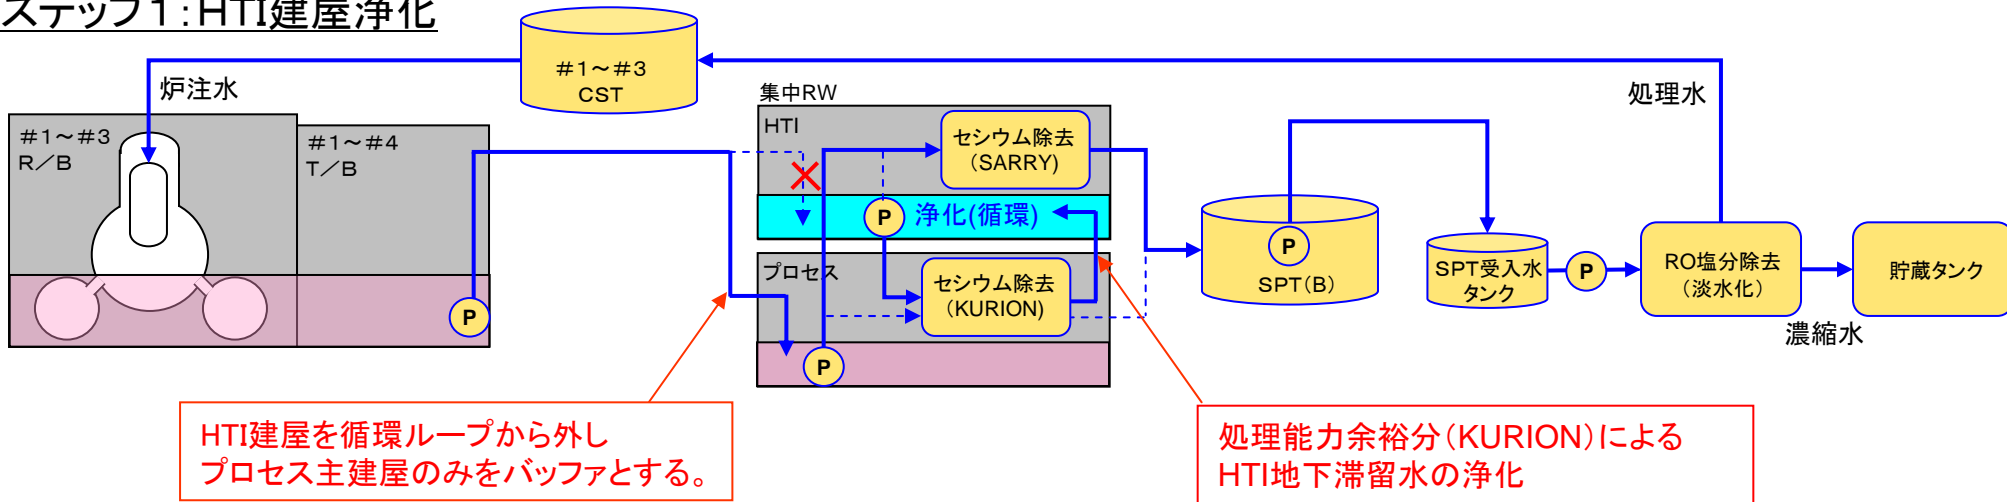 ステップ１：HTI建屋浄化
＃１～＃３
CST
炉注水
処理水
集中RW
＃１～＃３
R／B
＃１～＃４
T／B
HTI
セシウム除去
（SARRY）
P
浄化(循環)
プロセス
セシウム除去
（KURION）
P
P
P
SPT（B）
SPT受入水
タンク
P
RO塩分除去
（淡水化）
貯蔵タンク
濃縮水
HTI建屋を循環ループから外し
プロセス主建屋のみをバッファとする。
処理能力余裕分（KURION）による
HTI地下滞留水の浄化